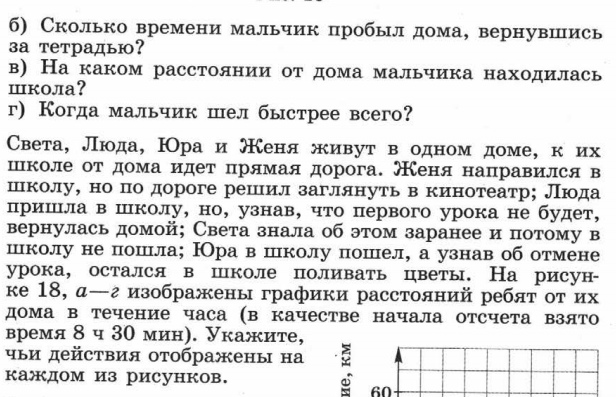 б) Сколько времени мальчик пробыл дома, вернувшись
за тетрадью?
в) На каком расстоянии от дома мальчика находилась
школа?
г) Когда мальчик шел быстрее всего?
Света, Люда, Юра и Женя живут в одном доме, к их
школе от дома идет прямая дорога. Женя направился в
школу, но по дороге решил заглянуть в кинотеатр; Люда
пришла в школу, но, узнав, что первого урока не будет,
вернулась домой; Света знала об этом заранее и потому в
школу не пошла; Юра в школу пошел, а узнав об отмене
урока, остался в школе поливать цветы. На рисун-
ке 18, а—г изображены графики расстояний ребят от их
дома в течение часа (в качестве начала отсчета взято
время 8 ч 30 мин). Укажите,
чьи действия отображены на
каждом из рисунков.
км
60